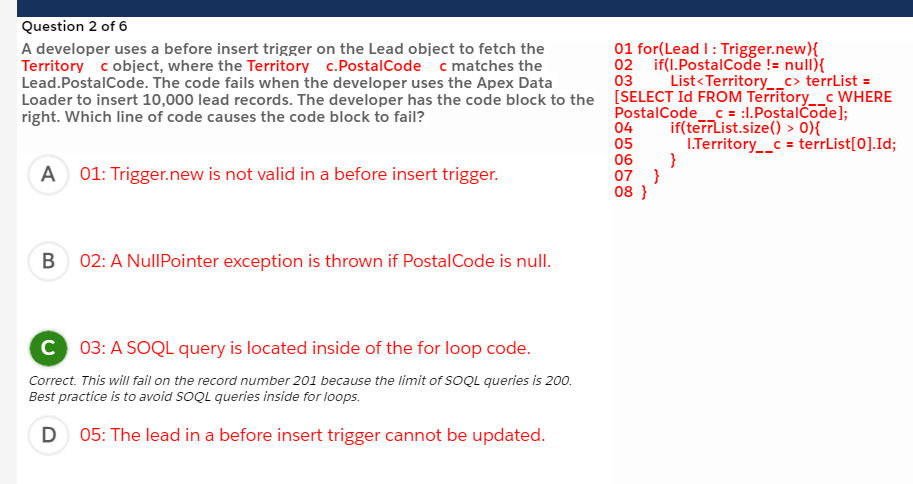 Question 2 of 6
A developer uses a before insert trigger on the Lead object to fetch the
Territory__c object, where the Territory__c.PostalCode__c matches the
Lead.PostalCode. The code fails when the developer uses the Apex Data
Loader to insert 10,000 lead records. The developer has the code block to the
right. Which line of code causes the code block to fail?
A 01: Trigger.new is not valid in a before insert trigger.
B 02: A NullPointer exception is thrown if PostalCode is null.
C 03: A SOQL query is located inside of the for loop code.
Correct. This will fail on the record number 201 because the limit of SOQL queries is 200.
Best practice is to avoid SOQL queries inside for loops.
D 05: The lead in a before insert trigger cannot be updated.
01 for(Lead l : Trigger.new){
02 if(l.PostalCode != null){
03 List<Territory__c> terrList =
[SELECT Id FROM Territory__c WHERE
PostalCode__c = :l.PostalCode];
04 if(terrList.size() > 0){
05 l.Territory__c = terrList[0].Id;
06 }
07 }
08 }